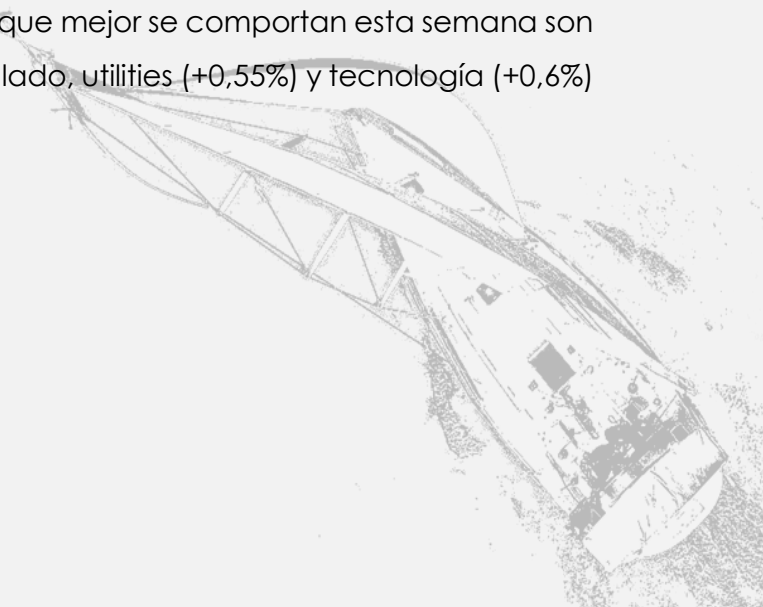 que mejor se comportan esta semana son
lado, utilities (+0,55%) y tecnología (+0,6%)